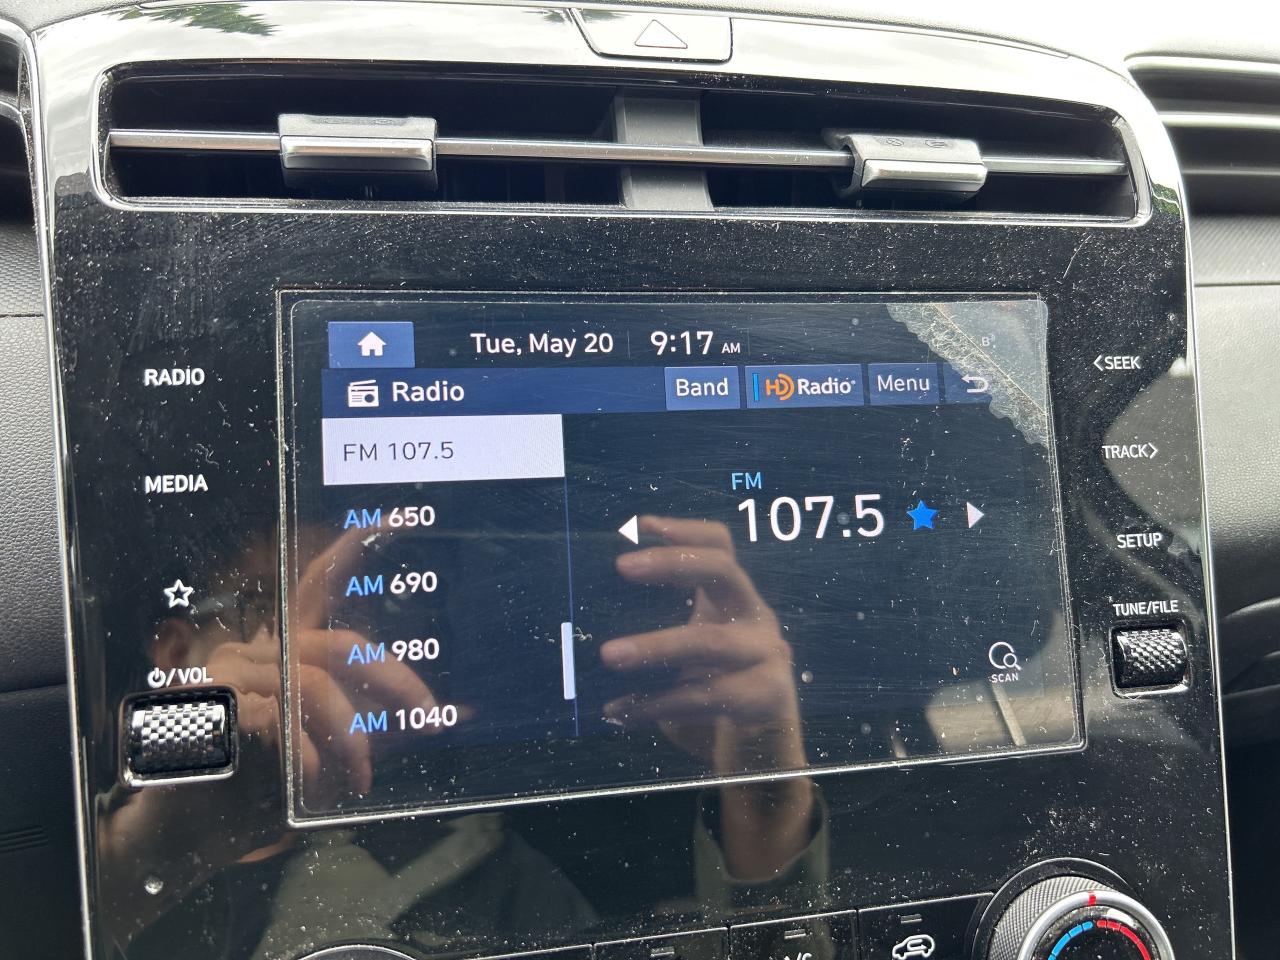 Tue, May 20 9:17 AM
Radio Band HD Radio Menu
FM 107.5
AM 650
AM 690
AM 980
AM 1040
FM
107.5
SCAN
RADIO
MEDIA
VOL
<SEEK
TRACK>
SETUP
TUNE/FILE